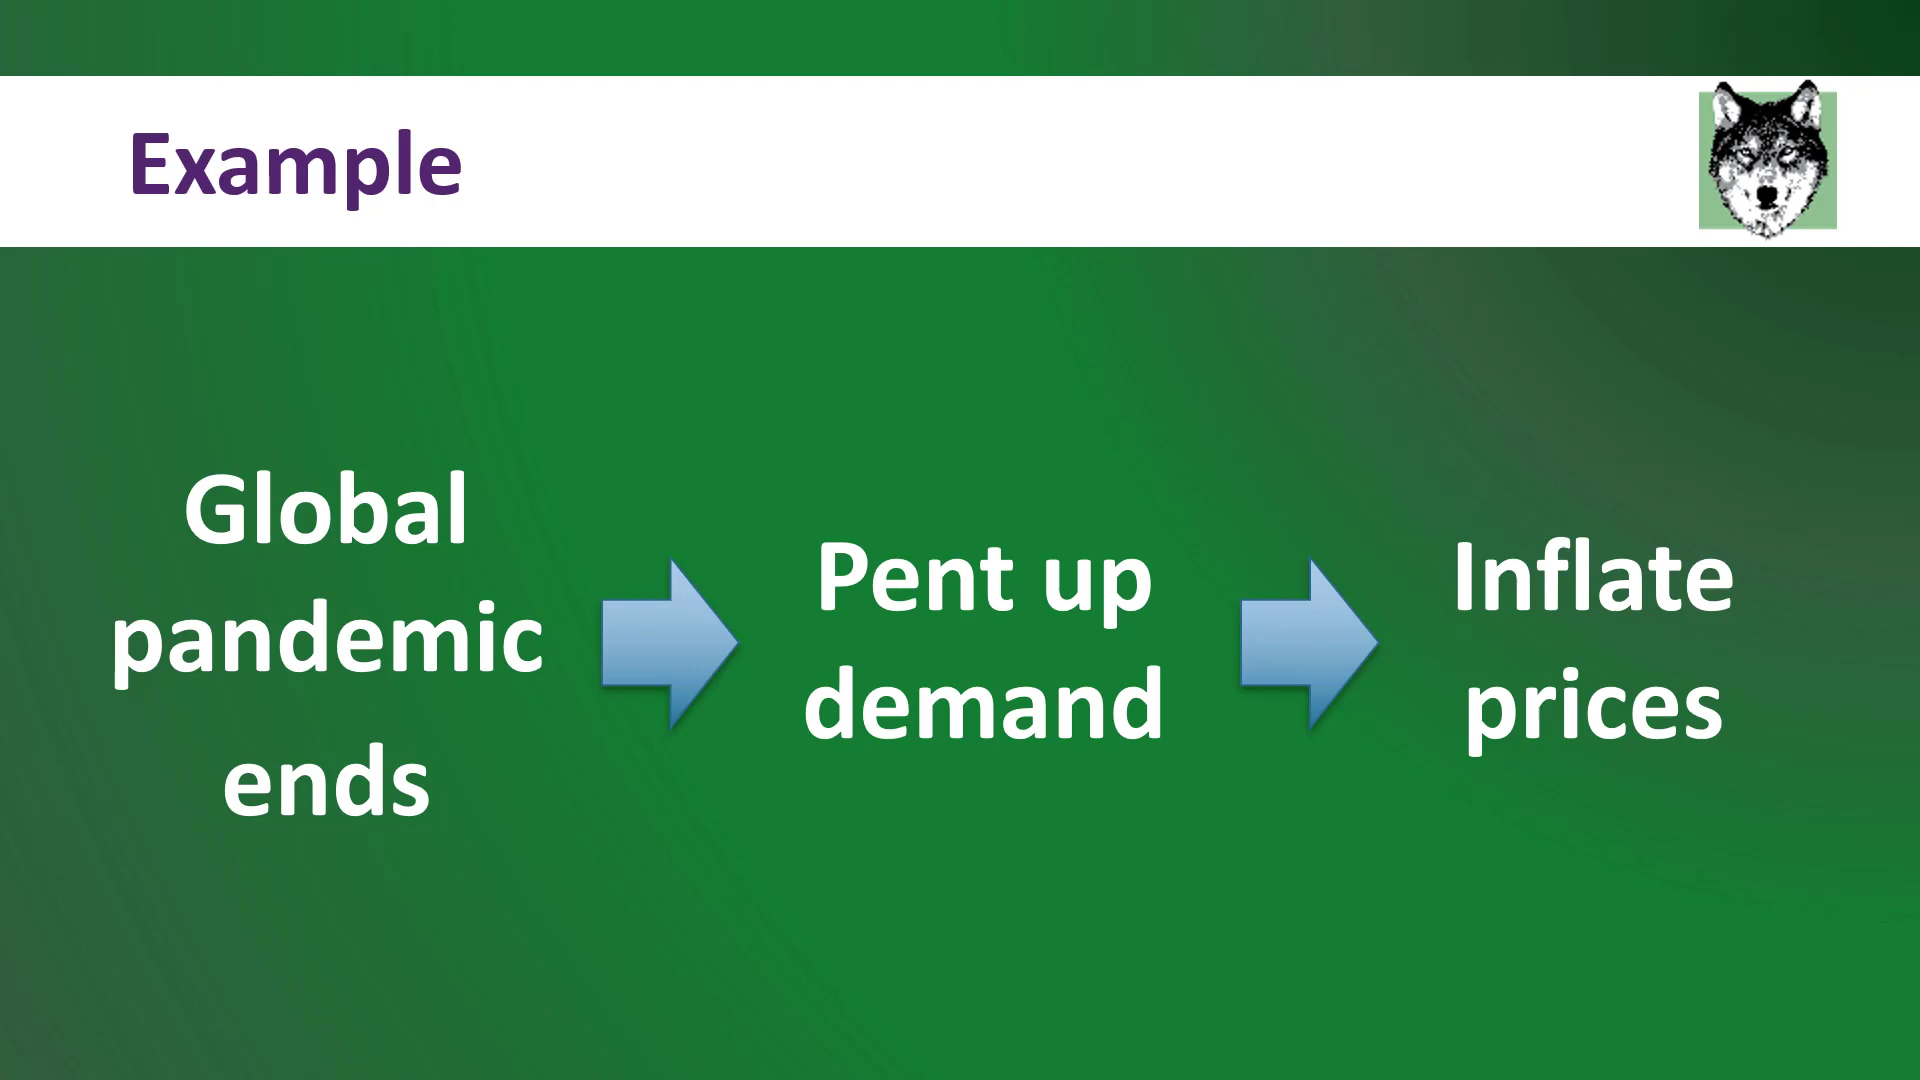 Example
Global
pandemic
ends
Pent up
demand
Inflate
prices